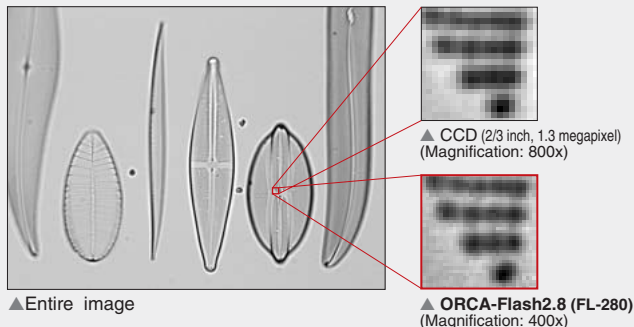 ▲ CCD (2/3 inch, 1.3 megapixel)
(Magnification: 800x)
▲ ORCA-Flash2.8 (FL-280)
(Magnification: 400x)
▲Entire image